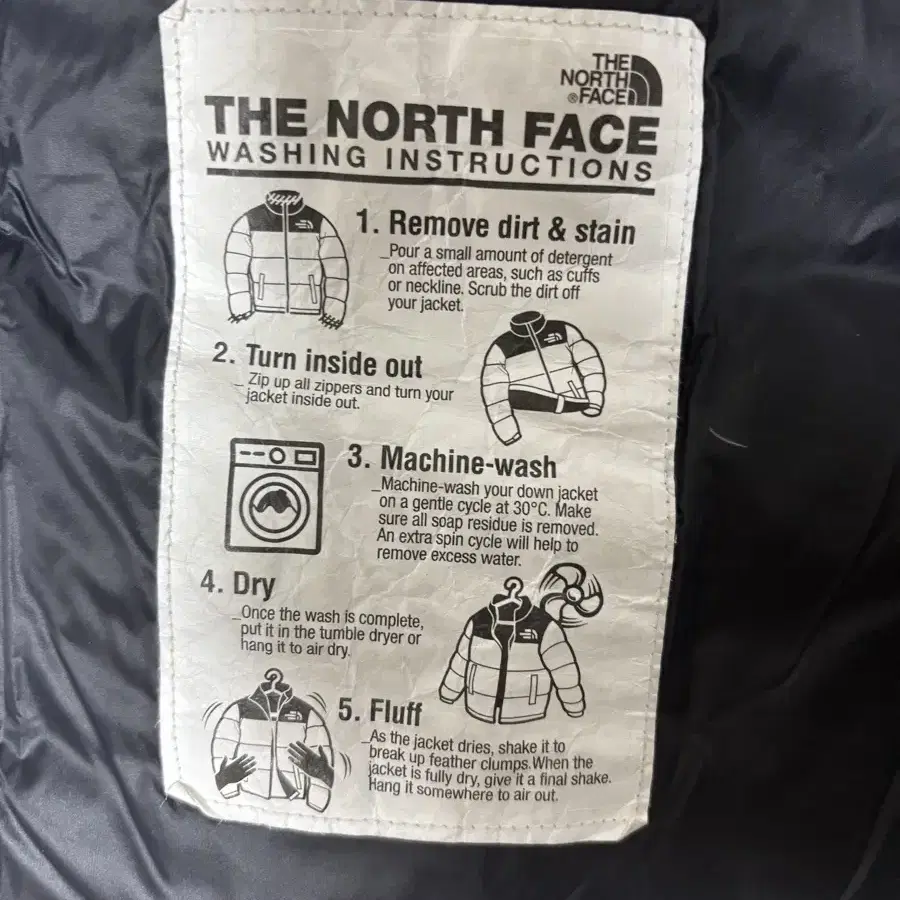 THE
NORTH
®FACE
THE NORTH FACE
WASHING INSTRUCTIONS
1. Remove dirt & stain
_Pour a small amount of detergent
on affected areas, such as cuffs
or neckline. Scrub the dirt off
your jacket.
2. Turn inside out
_ Zip up all zippers and turn your
jacket inside out.
3. Machine-wash
_Machine-wash your down jacket
on a gentle cycle at 30°C. Make
sure all soap residue is removed.
An extra spin cycle will help to
remove excess water.
4. Dry
_Once the wash is complete,
put it in the tumble dryer or
hang it to air dry.
5. Fluff
_As the jacket dries, shake it to
break up feather clumps.When the
jacket is fully dry, give it a final shake.
Hang it somewhere to air out.